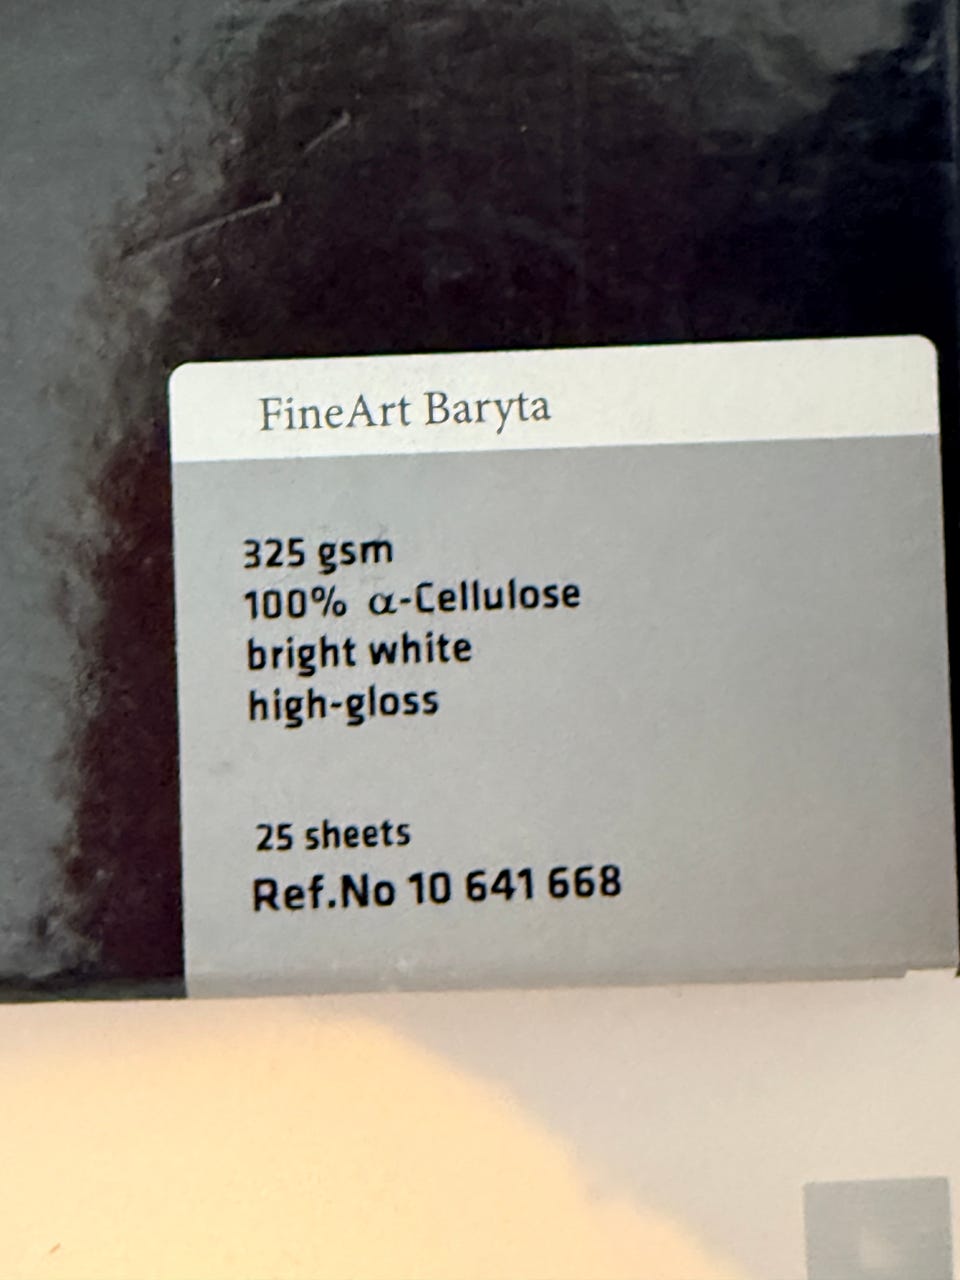 FineArt Baryta
325 gsm
100% α-Cellulose
bright white
high-gloss
25 sheets
Ref.No 10 641 668